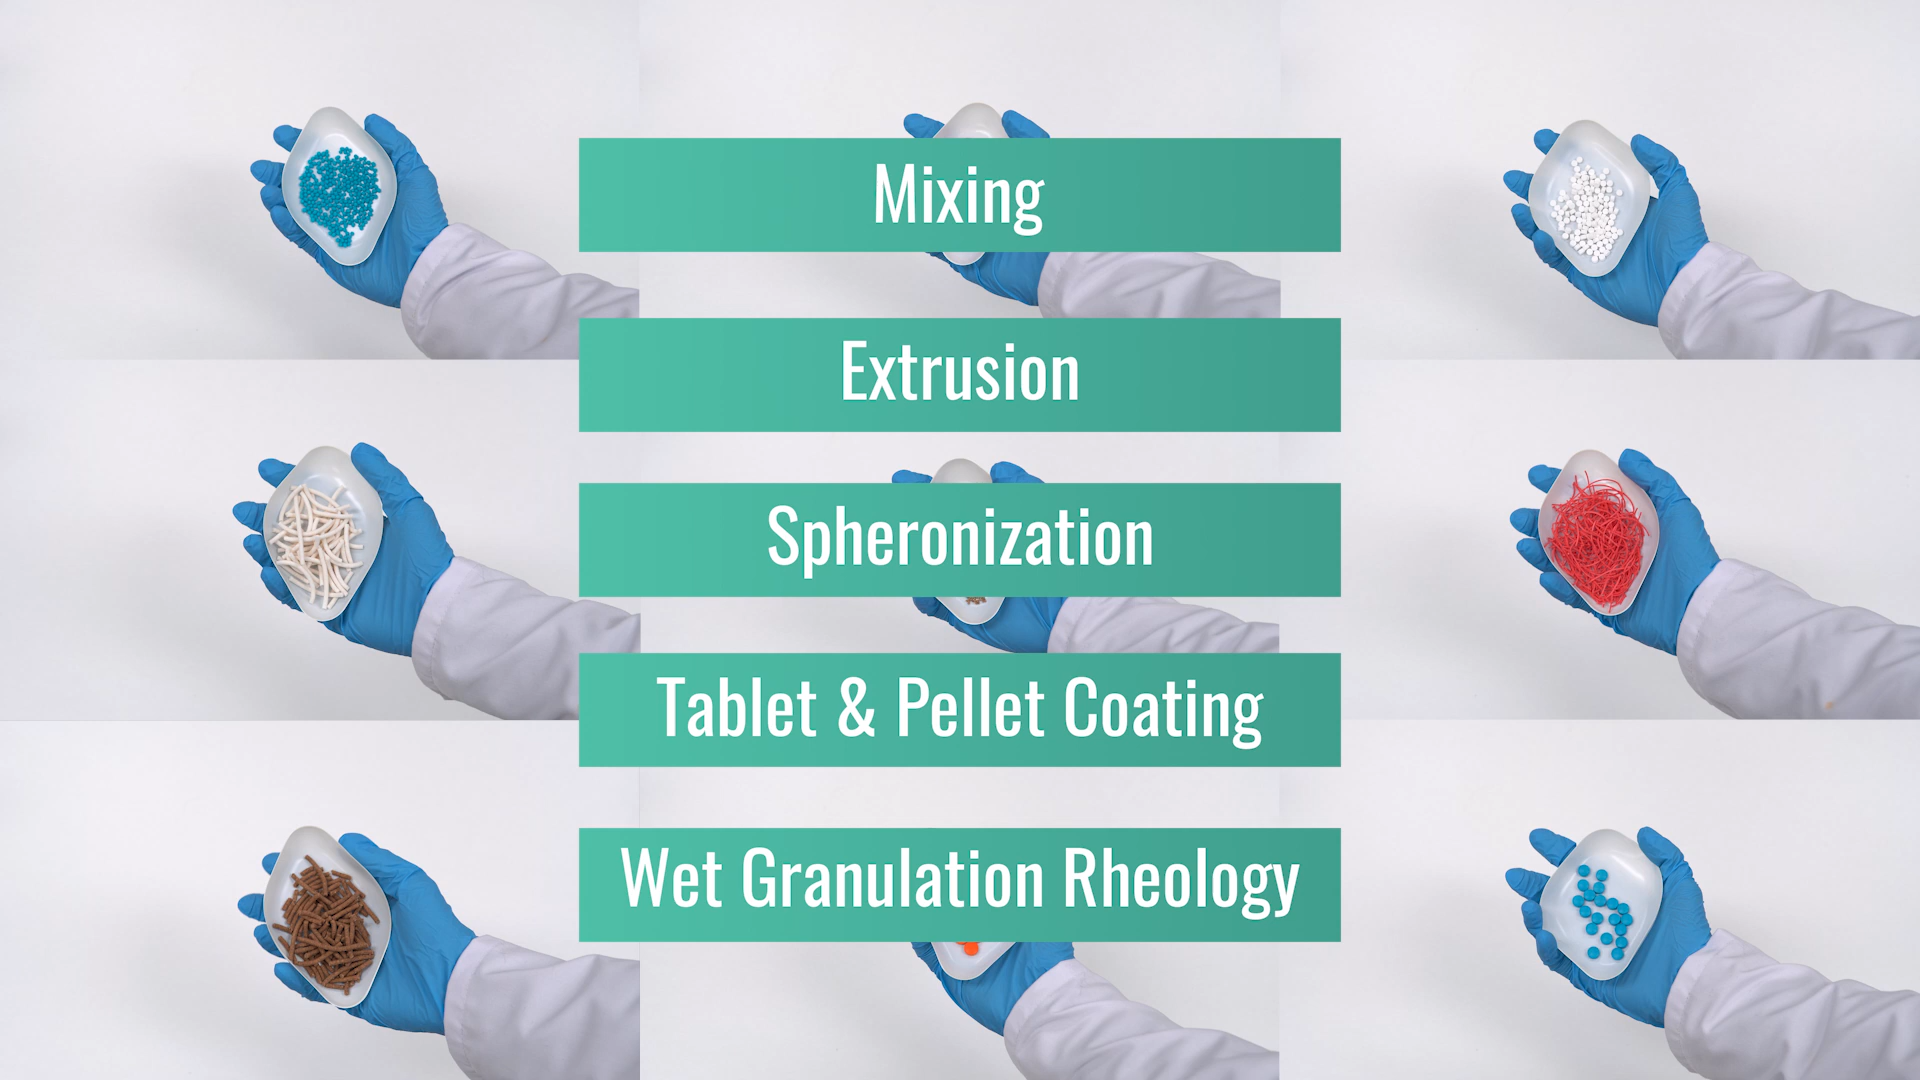 Mixing
Extrusion
Spheronization
Tablet & Pellet Coating
Wet Granulation Rheology